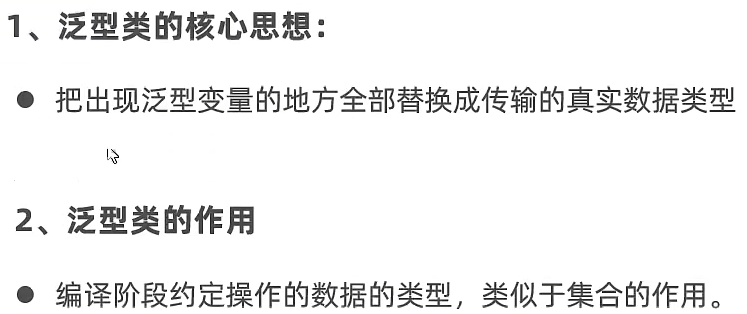 1、泛型类的核心思想：
● 把出现泛型变量的地方全部替换成传输的真实数据类型
2、泛型类的作用
● 编译阶段约定操作的数据的类型，类似于集合的作用。